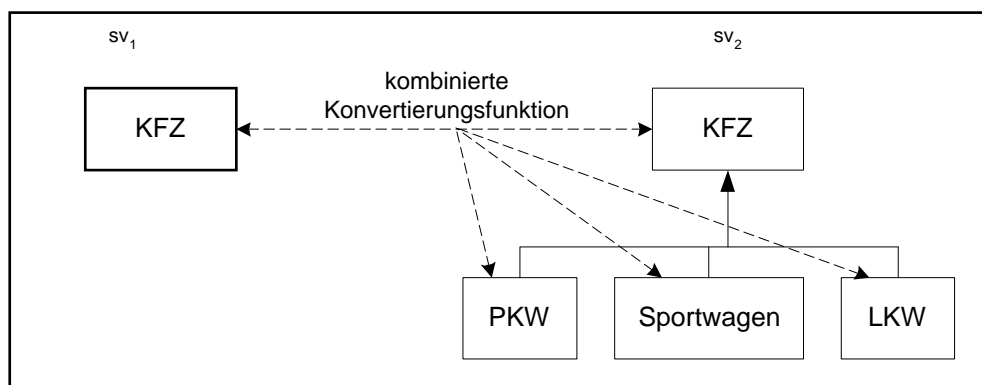 sv1 sv2
kombinierte
Konvertierungsfunktion
KFZ KFZ
PKW Sportwagen LKW